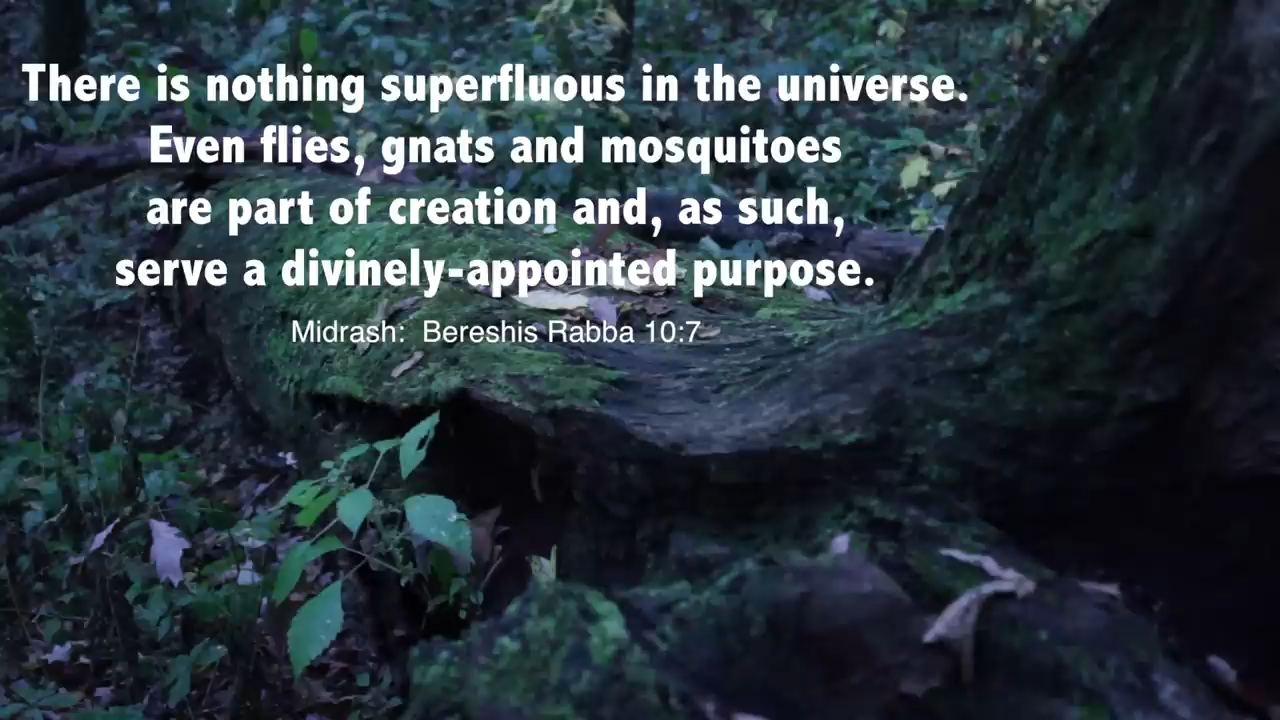 There is nothing superfluous in the universe.
Even flies, gnats and mosquitoes
are part of creation and, as such,
serve a divinely-appointed purpose.
Midrash:  Bereshis Rabba 10:7